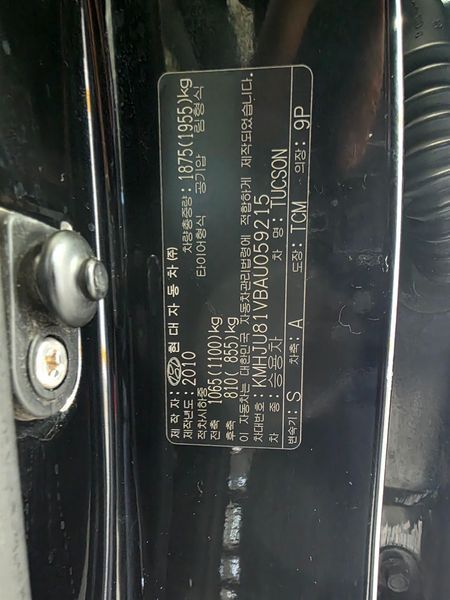 제 작 자: 현 대 자 동 차 (주)
제작년도: 2010 차량총중량: 1875(1955)kg
적차시하중 타이어형식 공기압 림형식
전축 1065(1100)kg
후축 810( 855)kg
이 자동차는 대한민국 자동차관리법령에 적합하게 제작되었습니다.
차대번호: KMHJU81VBAU059215
차 종: 승용차 차 명: TUCSON
변속기: S 차축: A 도장: TCM 의장: 9P